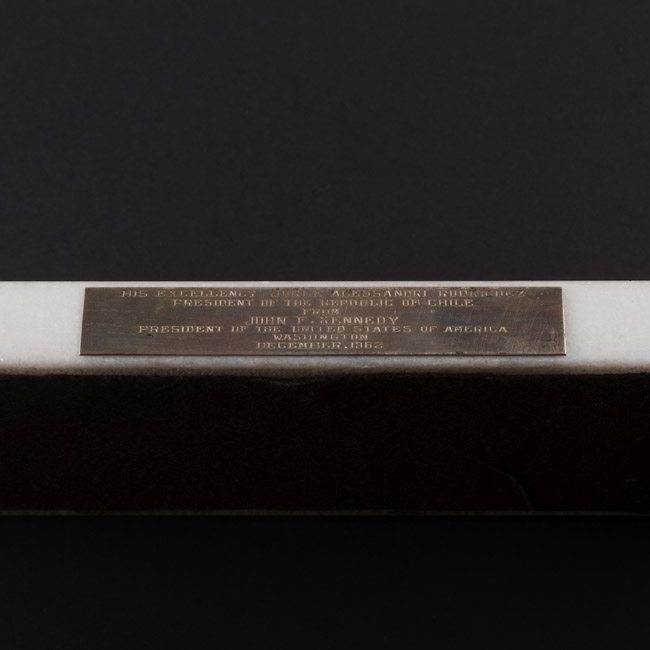 HIS EXCELLENCY JORGE ALESSANDRI RODRIGUEZ
PRESIDENT OF THE REPUBLIC OF CHILE
FROM
JOHN F. KENNEDY
PRESIDENT OF THE UNITED STATES OF AMERICA
WASHINGTON
DECEMBER, 1962